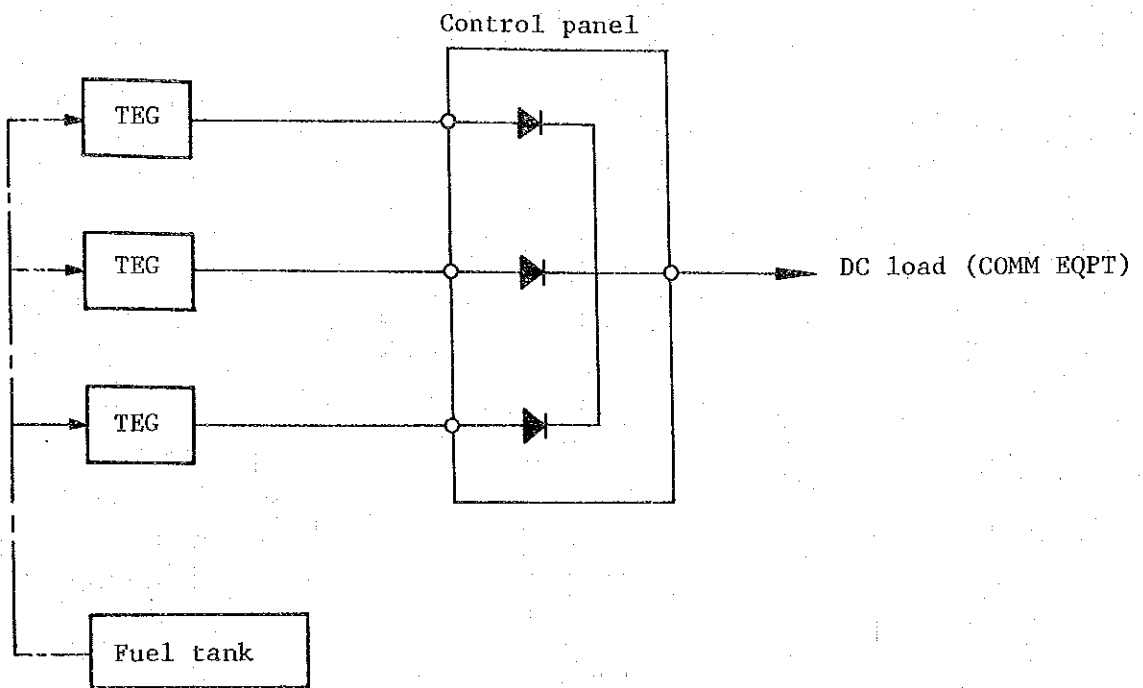 Control panel
TEG
TEG
DC load (COMM EQPT)
TEG
Fuel tank